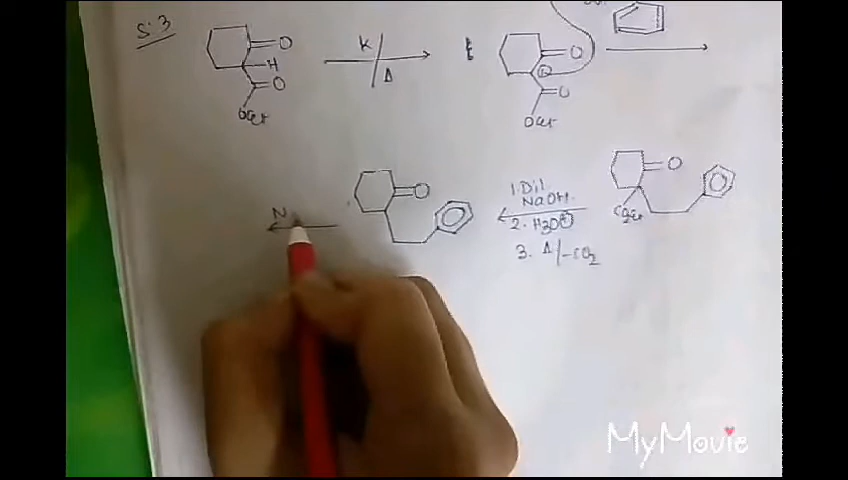 S:3
O
H
O
OEt
K
Δ
O
O
OEt
O
CO2Et
1. Dil.
NaOH.
2. H3O⊕
3. Δ/-CO2
O
N
MyMovie